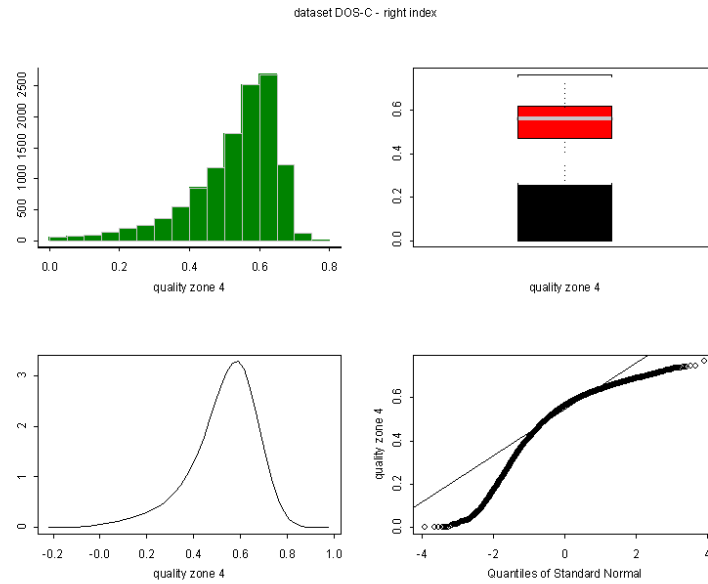 dataset DOS-C - right index
0 500 1000 1500 2000 2500
0.0 0.2 0.4 0.6 0.8
quality zone 4
0.0 0.2 0.4 0.6
quality zone 4
0 1 2 3
-0.2 -0.0 0.2 0.4 0.6 0.8 1.0
quality zone 4
quality zone 4
0.0 0.2 0.4 0.6
-4 -2 0 2 4
Quantiles of Standard Normal